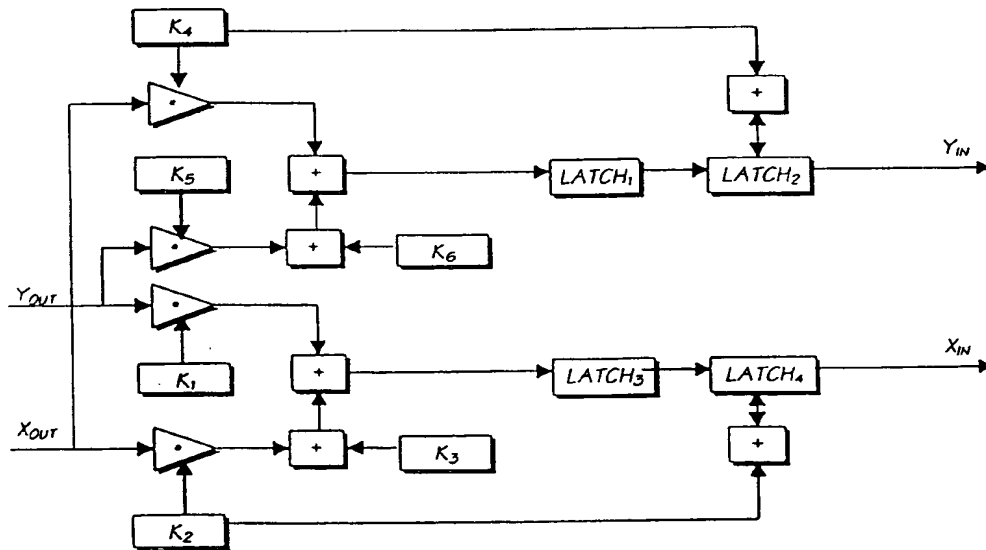 K4
+
+
K5
LATCH1
LATCH2
YIN
+
K6
YOUT
K1
+
LATCH3
LATCH4
XIN
XOUT
+
K3
+
K2